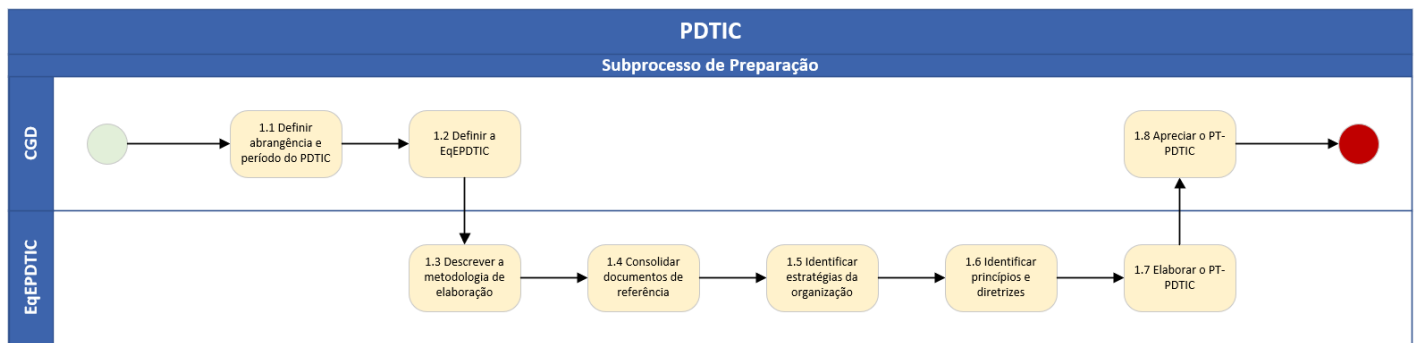 PDTIC
Subprocesso de Preparação
CGD
1.1 Definir
abrangência e
período do PDTIC
1.2 Definir a
EqEPDTIC
1.8 Apreciar o PT-
PDTIC
EqEPDTIC
1.3 Descrever a
metodologia de
elaboração
1.4 Consolidar
documentos de
referência
1.5 Identificar
estratégias da
organização
1.6 Identificar
princípios e
diretrizes
1.7 Elaborar o PT-
PDTIC